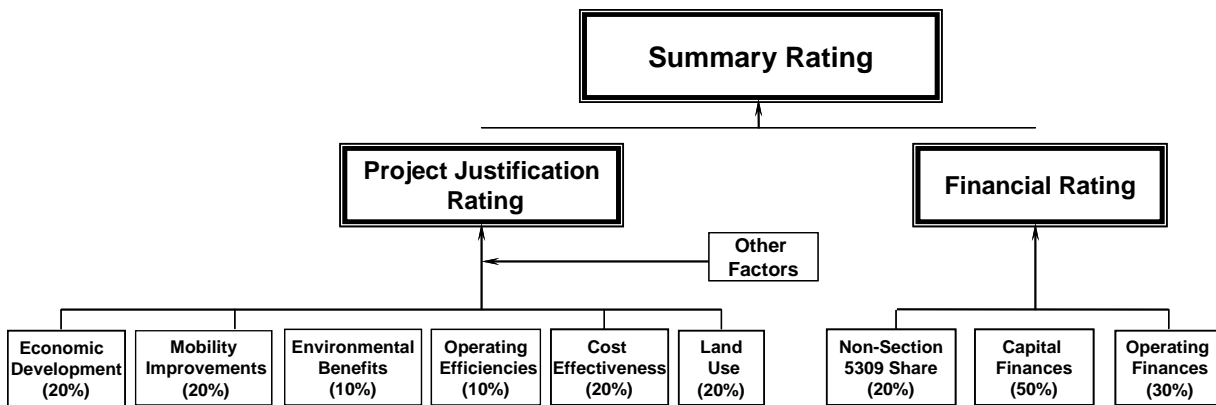 Summary Rating
Project Justification
Rating
Financial Rating
Other
Factors
Economic
Development
(20%)
Mobility
Improvements
(20%)
Environmental
Benefits
(10%)
Operating
Efficiencies
(10%)
Cost
Effectiveness
(20%)
Land
Use
(20%)
Non-Section
5309 Share
(20%)
Capital
Finances
(50%)
Operating
Finances
(30%)